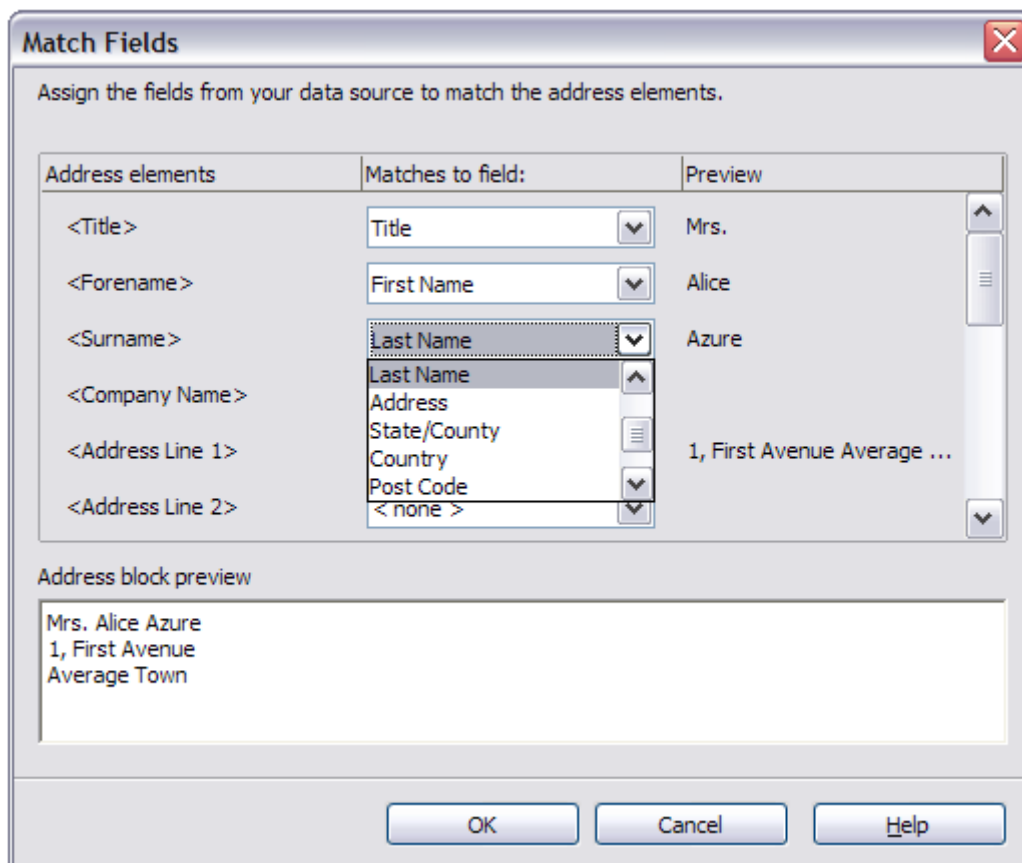 Match Fields
Assign the fields from your data source to match the address elements.
Address elements Matches to field: Preview
<Title> Title Mrs.
<Forename> First Name Alice
<Surname> Last Name Azure
Last Name
<Company Name>
Address
State/County
<Address Line 1> 1, First Avenue Average ...
Country
Post Code
<Address Line 2> < none >
Address block preview
Mrs. Alice Azure
1, First Avenue
Average Town
OK Cancel Help